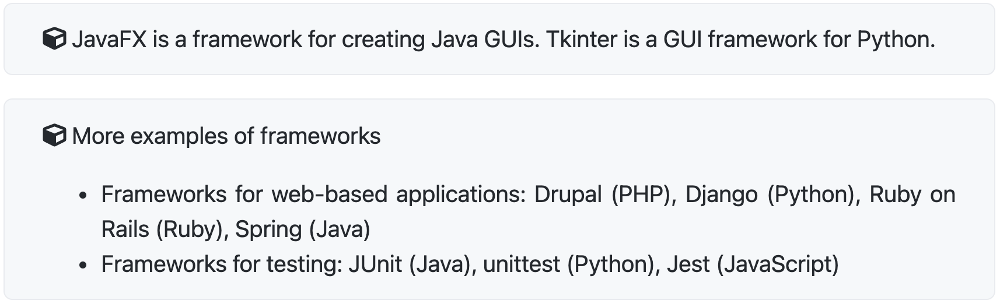 JavaFX is a framework for creating Java GUIs. Tkinter is a GUI framework for Python.
More examples of frameworks
• Frameworks for web-based applications: Drupal (PHP), Django (Python), Ruby on
Rails (Ruby), Spring (Java)
• Frameworks for testing: JUnit (Java), unittest (Python), Jest (JavaScript)